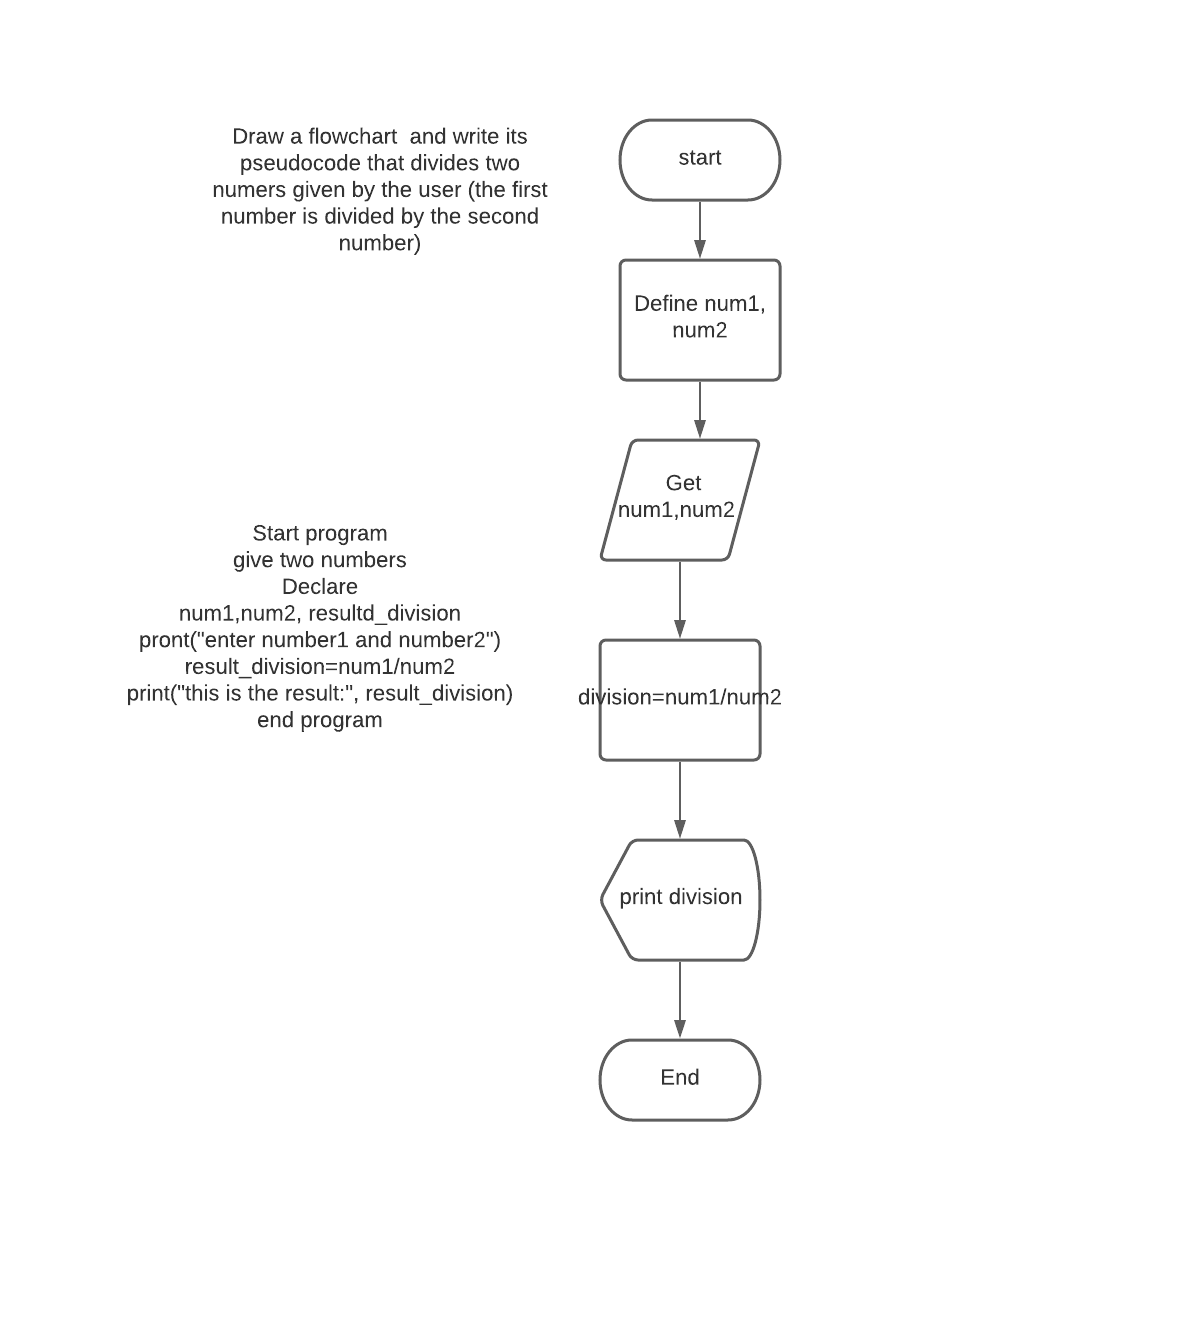 Draw a flowchart  and write its
pseudocode that divides two
numers given by the user (the first
number is divided by the second
number)
start
Define num1,
num2
Get
num1,num2
Start program
give two numbers
Declare
num1,num2, resultd_division
pront("enter number1 and number2")
result_division=num1/num2
print("this is the result:", result_division)
end program
division=num1/num2
print division
End